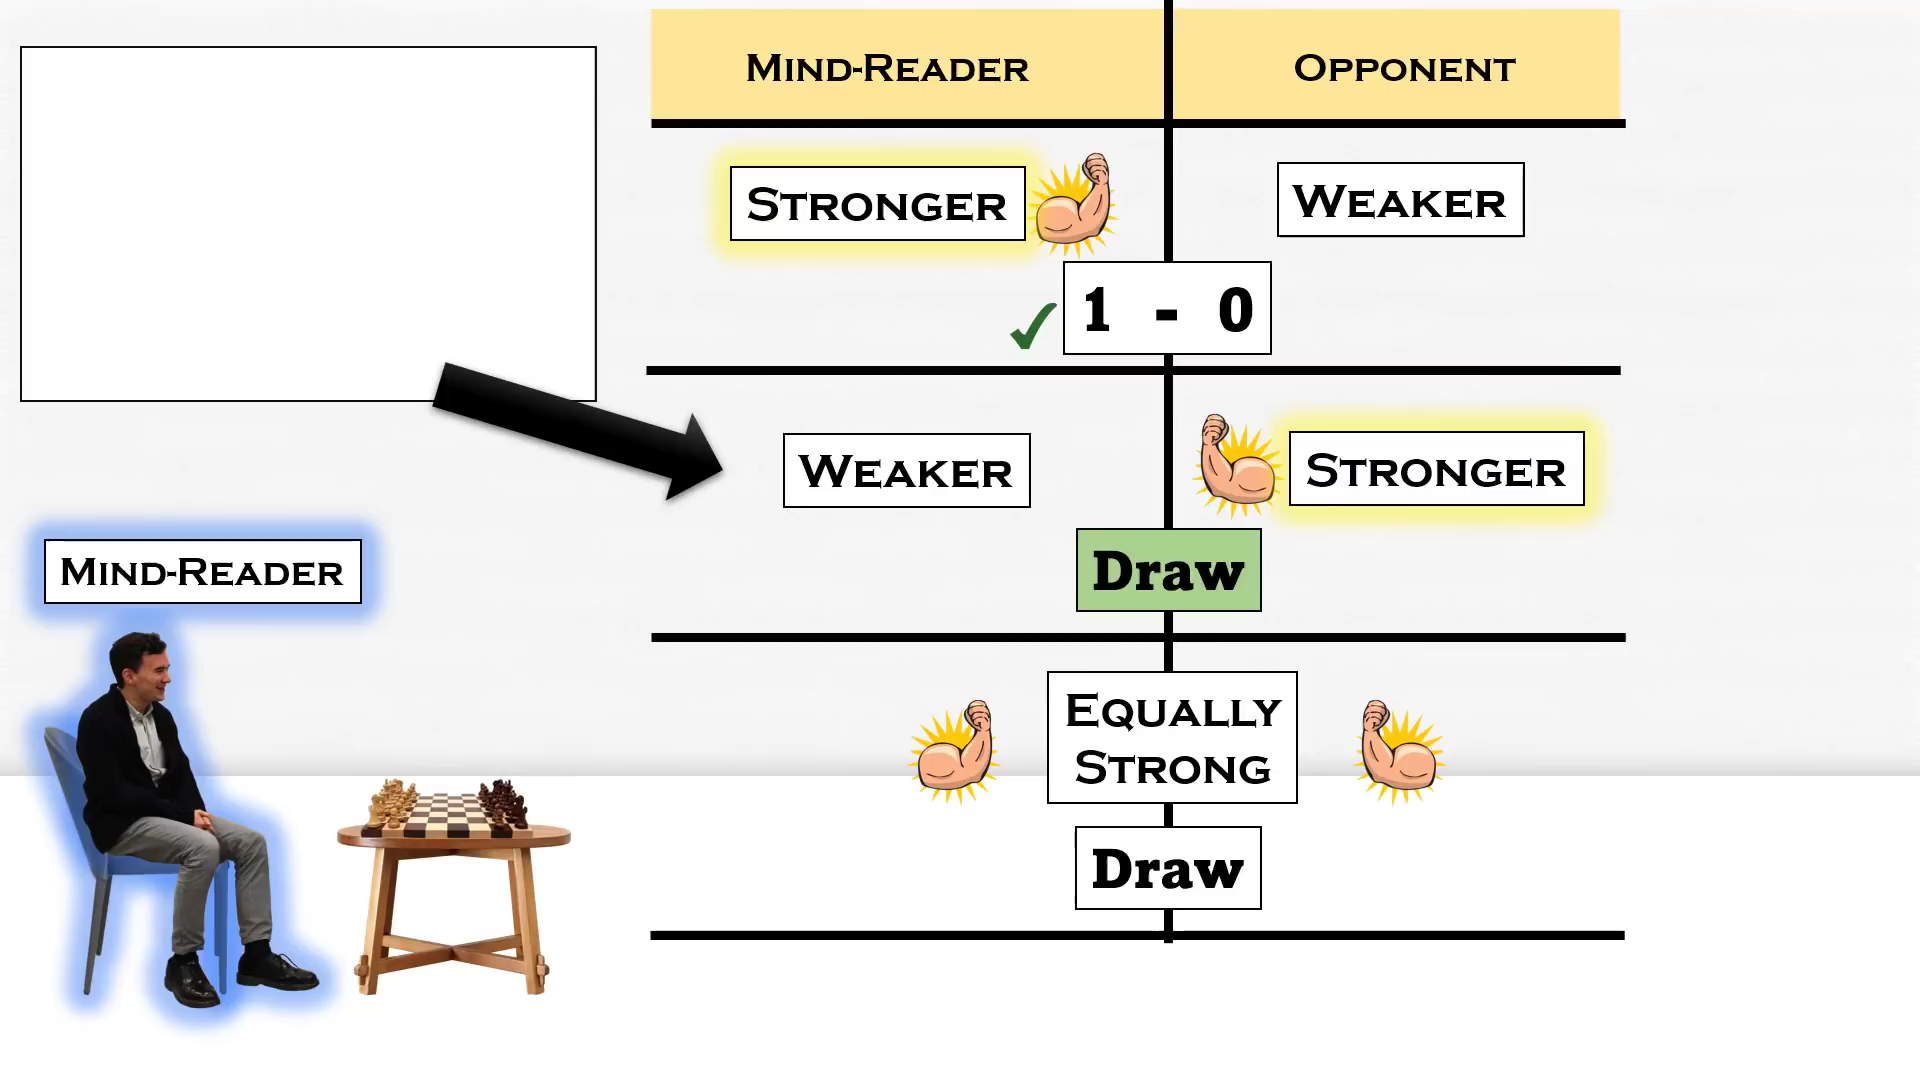 MIND-READER
OPPONENT
STRONGER
WEAKER
1 - 0
WEAKER
STRONGER
Draw
MIND-READER
EQUALLY
STRONG
Draw